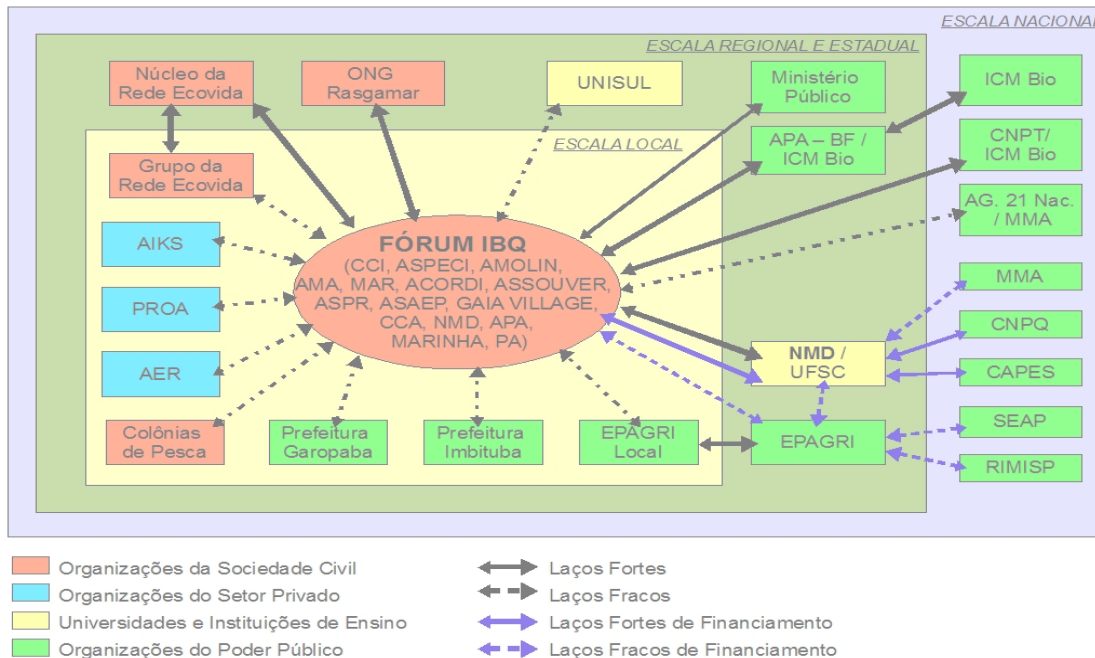 ESCALA NACIONAL
ESCALA REGIONAL E ESTADUAL
Núcleo da
Rede Ecovida
ONG
Rasgamar
UNISUL
Ministério
Público
ICM Bio
ESCALA LOCAL
APA – BF /
ICM Bio
CNPT/
ICM Bio
Grupo da
Rede Ecovida
AG. 21 Nac.
/ MMA
AIKS
PROA
AER
FÓRUM IBQ
(CCI, ASPECI, AMOLIN,
AMA, MAR, ACORDI, ASSOUVER,
ASPR, ASAEP, GAIA VILLAGE,
CCA, NMD, APA,
MARINHA, PA)
MMA
CNPQ
NMD /
UFSC
CAPES
Colônias
de Pesca
Prefeitura
Garopaba
Prefeitura
Imbituba
EPAGRI
Local
EPAGRI
SEAP
RIMISP
Organizações da Sociedade Civil
Organizações do Setor Privado
Universidades e Instituições de Ensino
Organizações do Poder Público
Laços Fortes
Laços Fracos
Laços Fortes de Financiamento
Laços Fracos de Financiamento